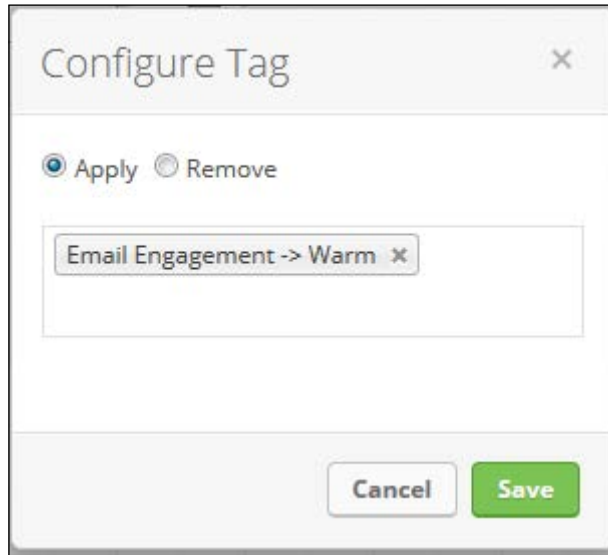 Configure Tag ×
Apply Remove
Email Engagement -> Warm ×
Cancel Save